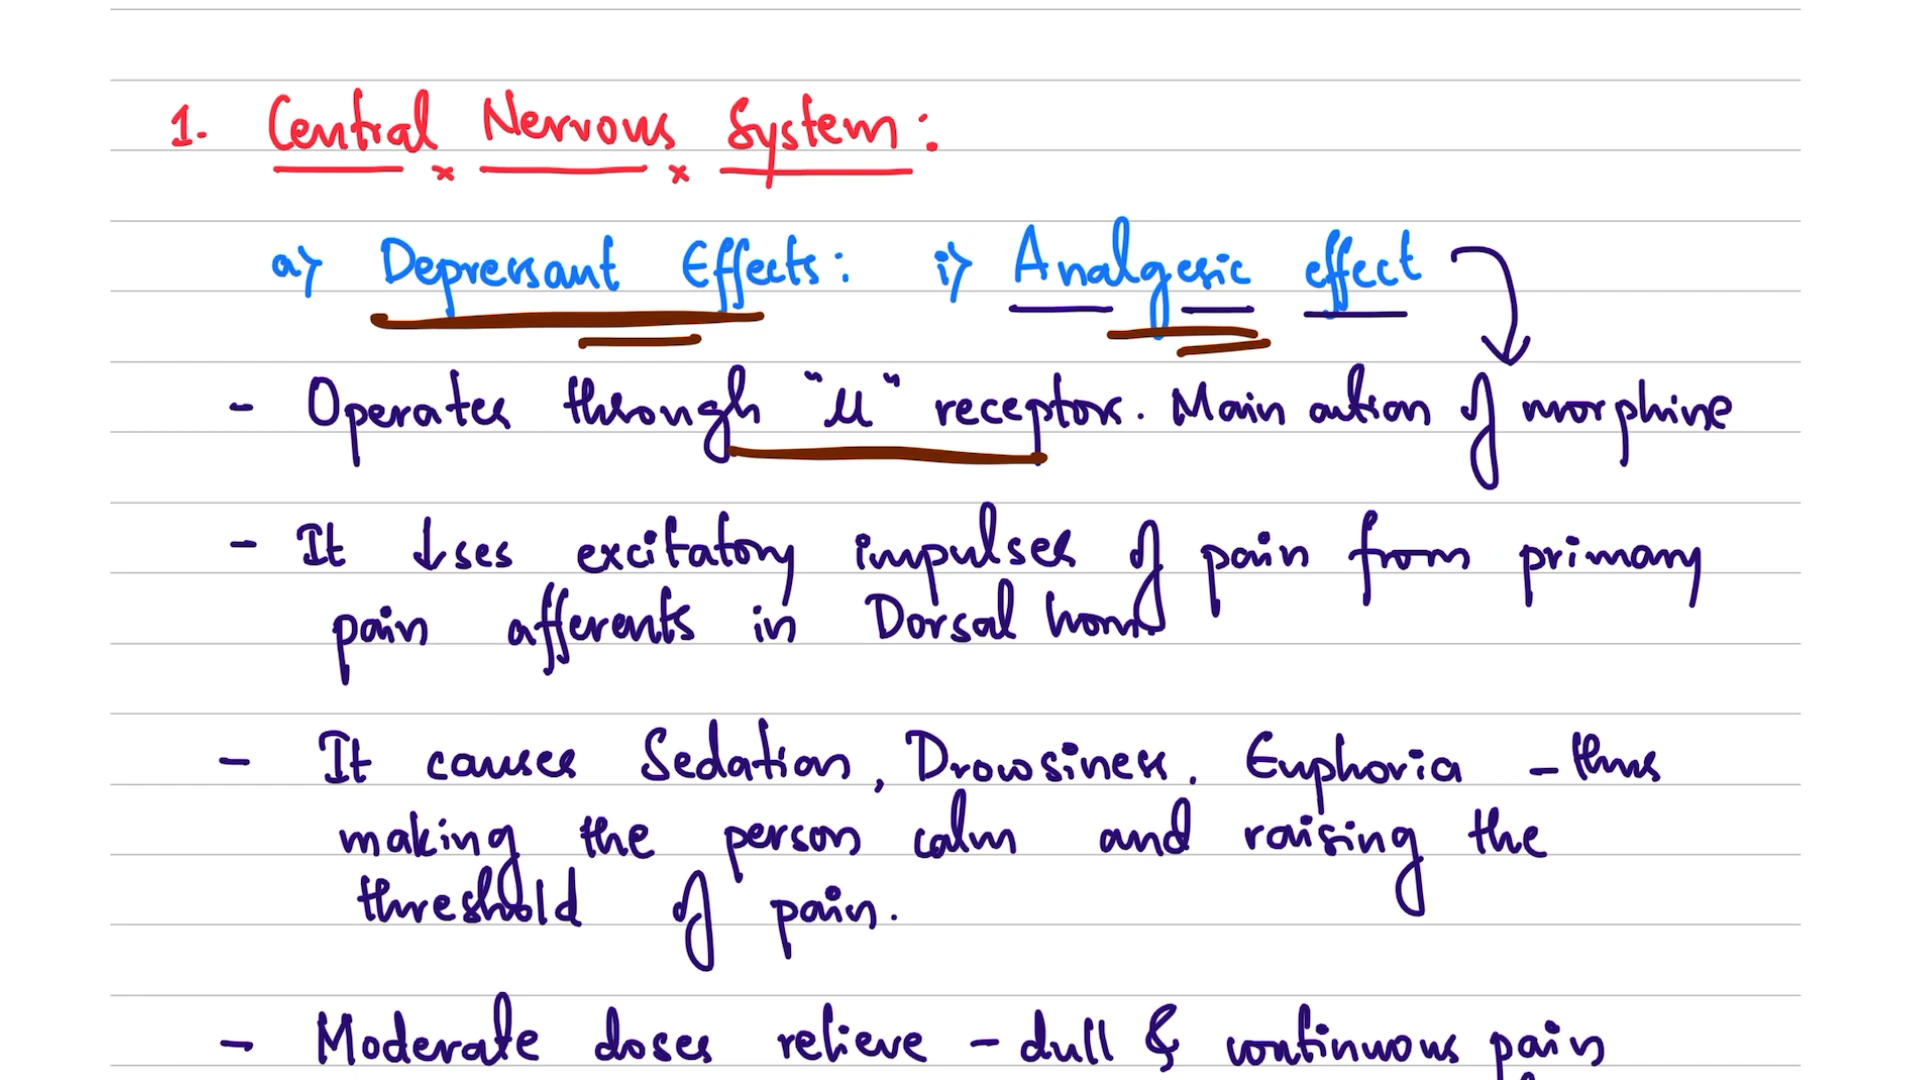 1. Central Nervous System:
a) Depressant Effects: i) Analgesic effect
- Operates through "μ" receptors. Main action of morphine
- It ↓ses excitatory impulses of pain from primary
pain afferents in Dorsal horn
- It causes Sedation, Drowsiness, Euphoria - thus
making the person calm and raising the
threshold of pain.
- Moderate doses relieve - dull & continuous pain